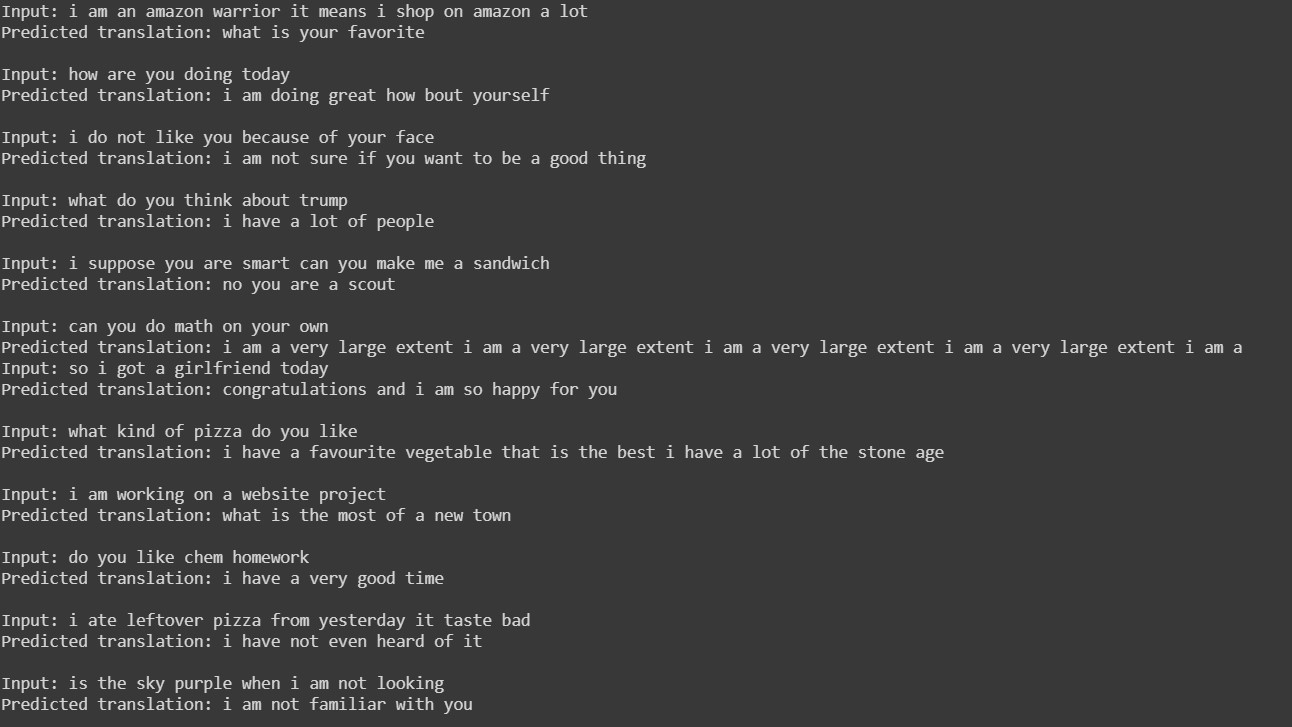 Input: i am an amazon warrior it means i shop on amazon a lot
Predicted translation: what is your favorite
Input: how are you doing today
Predicted translation: i am doing great how bout yourself
Input: i do not like you because of your face
Predicted translation: i am not sure if you want to be a good thing
Input: what do you think about trump
Predicted translation: i have a lot of people
Input: i suppose you are smart can you make me a sandwich
Predicted translation: no you are a scout
Input: can you do math on your own
Predicted translation: i am a very large extent i am a very large extent i am a very large extent i am a very large extent i am a
Input: so i got a girlfriend today
Predicted translation: congratulations and i am so happy for you
Input: what kind of pizza do you like
Predicted translation: i have a favourite vegetable that is the best i have a lot of the stone age
Input: i am working on a website project
Predicted translation: what is the most of a new town
Input: do you like chem homework
Predicted translation: i have a very good time
Input: i ate leftover pizza from yesterday it taste bad
Predicted translation: i have not even heard of it
Input: is the sky purple when i am not looking
Predicted translation: i am not familiar with you